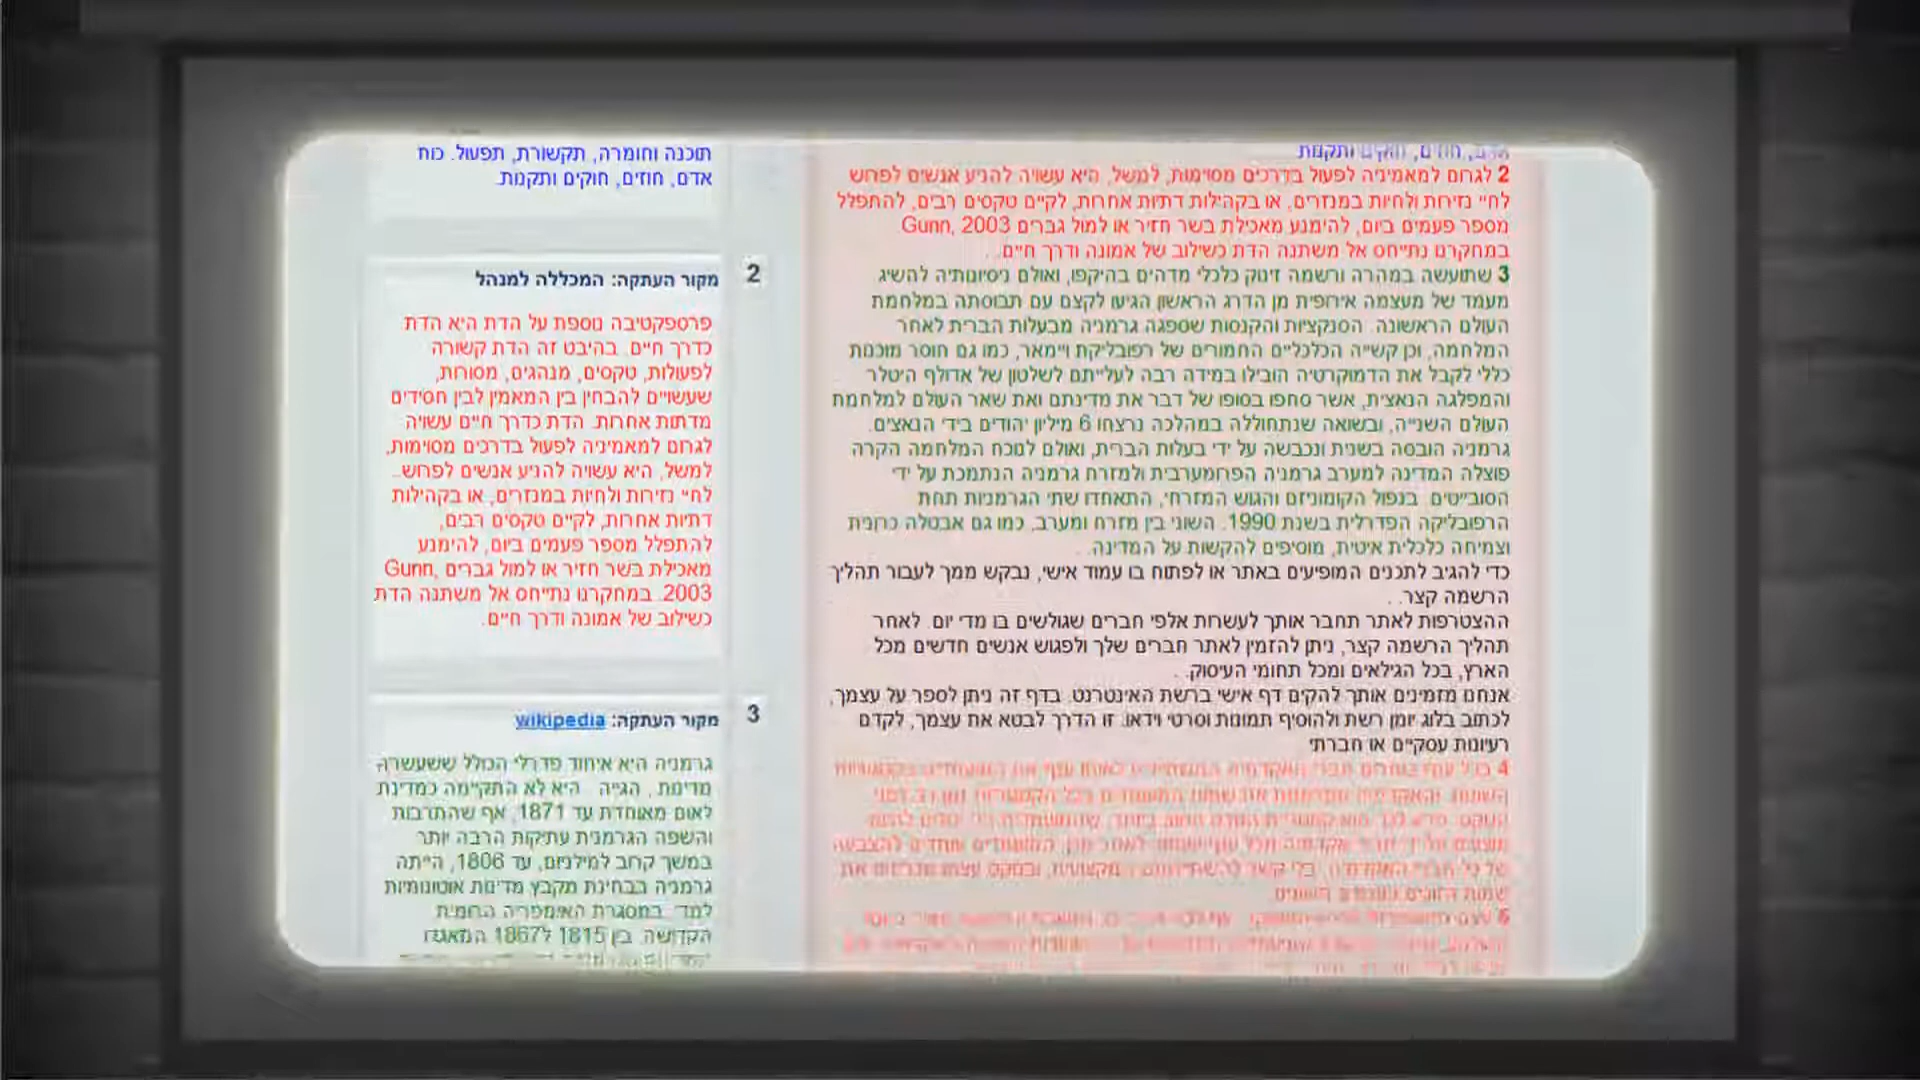 אדם, חוזים, חוקים ותקנות
2 לגרום למאמיניה לפעול בדרכים מסוימות, למשל, היא עשויה להניע אנשים לפרוש
לחיי נזירות ולחיות במנזרים, או בקהילות דתיות אחרות, לקיים טקסים רבים, להתפלל
מספר פעמים ביום, להימנע מאכילת בשר חזיר או למול גברים Gunn, 2003
במחקרנו נתייחס אל משתנה הדת כשילוב של אמונה ודרך חיים. .
3 שתועשה במהרה ורשמה זינוק כלכלי מדהים בהיקפו, ואולם ניסיונותיה להשיג
מעמד של מעצמה אירופית מן הדרג הראשון הגיעו לקצם עם תבוסתה במלחמת
העולם הראשונה. הסנקציות והקנסות שספגה גרמניה מבעלות הברית לאחר
המלחמה, וכן קשייה הכלכליים החמורים של רפובליקת ויימאר, כמו גם חוסר מוכנות
כללי לקבל את הדמוקרטיה הובילו במידה רבה לעלייתם לשלטון של אדולף היטלר
והמפלגה הנאצית, אשר סחפו בסופו של דבר את מדינתם ואת שאר העולם למלחמת
העולם השנייה, ובשואה שנתחוללה במהלכה נרצחו 6 מיליון יהודים בידי הנאצים.
גרמניה הובסה בשנית ונכבשה על ידי בעלות הברית, ואולם לנוכח המלחמה הקרה
פוצלה המדינה למערב גרמניה הפרומערבית ולמזרח גרמניה הנתמכת על ידי
הסובייטים. בנפול הקומוניזם והגוש המזרחי, התאחדו שתי הגרמניות תחת
הרפובליקה הפדרלית בשנת 1990. השוני בין מזרח ומערב, כמו גם אבטלה כרונית
וצמיחה כלכלית איטית, מוסיפים להקשות על המדינה. .
כדי להגיב לתכנים המופיעים באתר או לפתוח בו עמוד אישי, נבקש ממך לעבור תהליך
הרשמה קצר. .
ההצטרפות לאתר תחבר אותך לעשרות אלפי חברים שגולשים בו מדי יום. לאחר
תהליך הרשמה קצר, ניתן להזמין לאתר חברים שלך ולפגוש אנשים חדשים מכל
הארץ, בכל הגילאים ומכל תחומי העיסוק. .
אנחנו מזמינים אותך להקים דף אישי ברשת האינטרנט. בדף זה ניתן לספר על עצמך,
לכתוב בלוג יומן רשת ולהוסיף תמונות וסרטי וידאו. זו הדרך לבטא את עצמך, לקדם
רעיונות עסקיים או חברתי
תוכנה וחומרה, תקשורת, תפעול. כוח
אדם, חוזים, חוקים ותקנות.
2 מקור העתקה: המכללה למנהל
פרספקטיבה נוספת על הדת היא הדת
כדרך חיים. בהיבט זה הדת קשורה
לפעולות, טקסים, מנהגים, מסורות,
שעשויים להבחין בין המאמין לבין חסידים
מדתות אחרות. הדת כדרך חיים עשויה
לגרום למאמיניה לפעול בדרכים מסוימות,
למשל, היא עשויה להניע אנשים לפרוש
לחיי נזירות ולחיות במנזרים, או בקהילות
דתיות אחרות, לקיים טקסים רבים,
להתפלל מספר פעמים ביום, להימנע
מאכילת בשר חזיר או למול גברים Gunn,
2003. במחקרנו נתייחס אל משתנה הדת
כשילוב של אמונה ודרך חיים.
3 מקור העתקה: wikipedia
גרמניה היא איחוד פדרלי הכולל ששעשרה
מדינות, הגייה היא לא התקיימה כמדינת
לאום מאוחדת עד 1871, אף שהתרבות
והשפה הגרמנית עתיקות הרבה יותר
במשך קרוב למילניום, עד 1806, הייתה
גרמניה בבחינת מקבץ מדינות אוטונומיות
למדי במסגרת האימפריה הרומית
הקדושה. בין 1815 ל1867 המאגדו